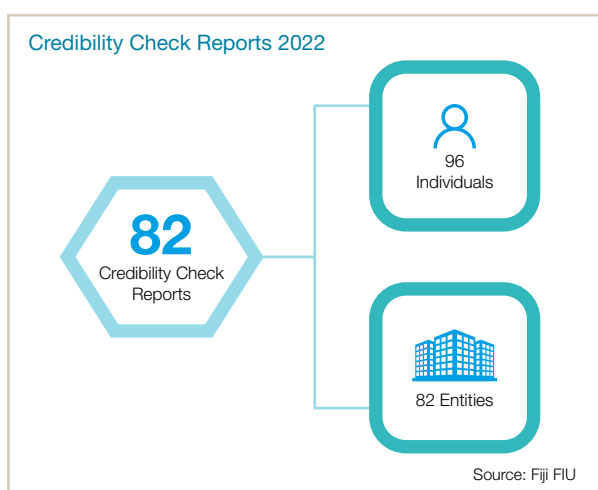 Credibility Check Reports 2022
82
Credibility Check
Reports
96
Individuals
82 Entities
Source: Fiji FIU